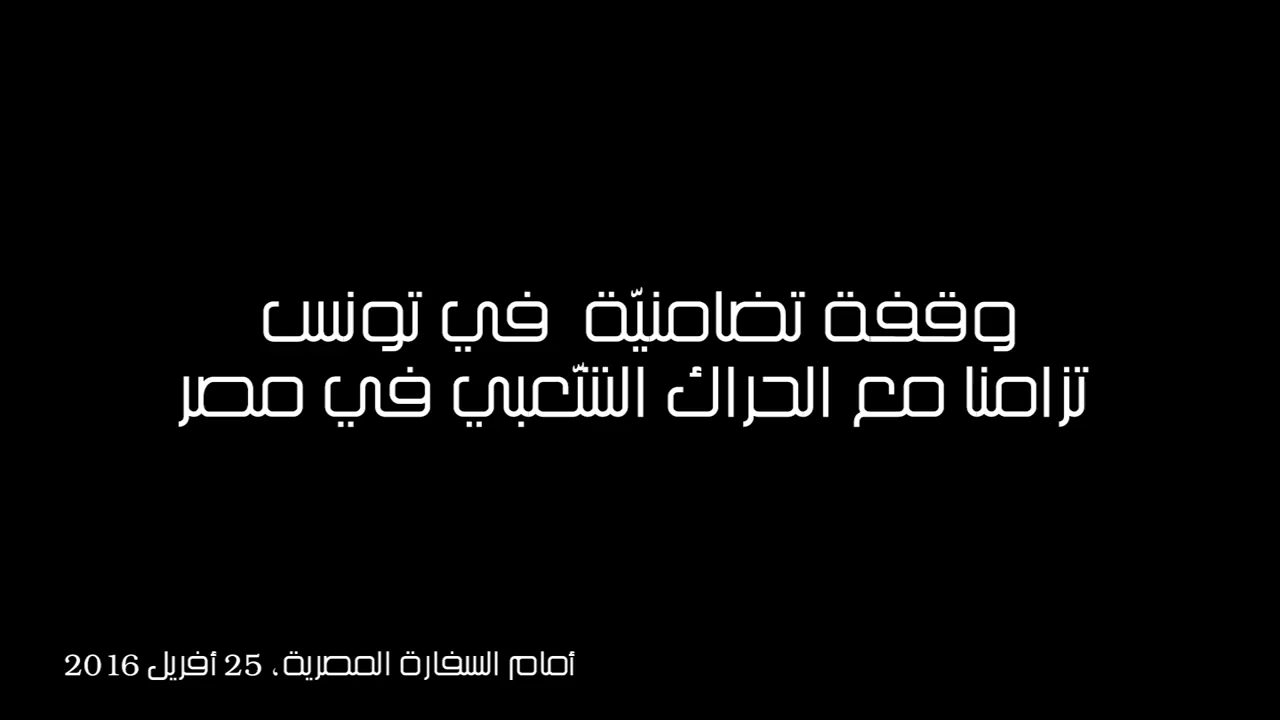 وقفة تضامنيّة في تونس
تزامنا مع الحراك الشّعبي في مصر
أمام السفارة المصرية، 25 أفريل 2016